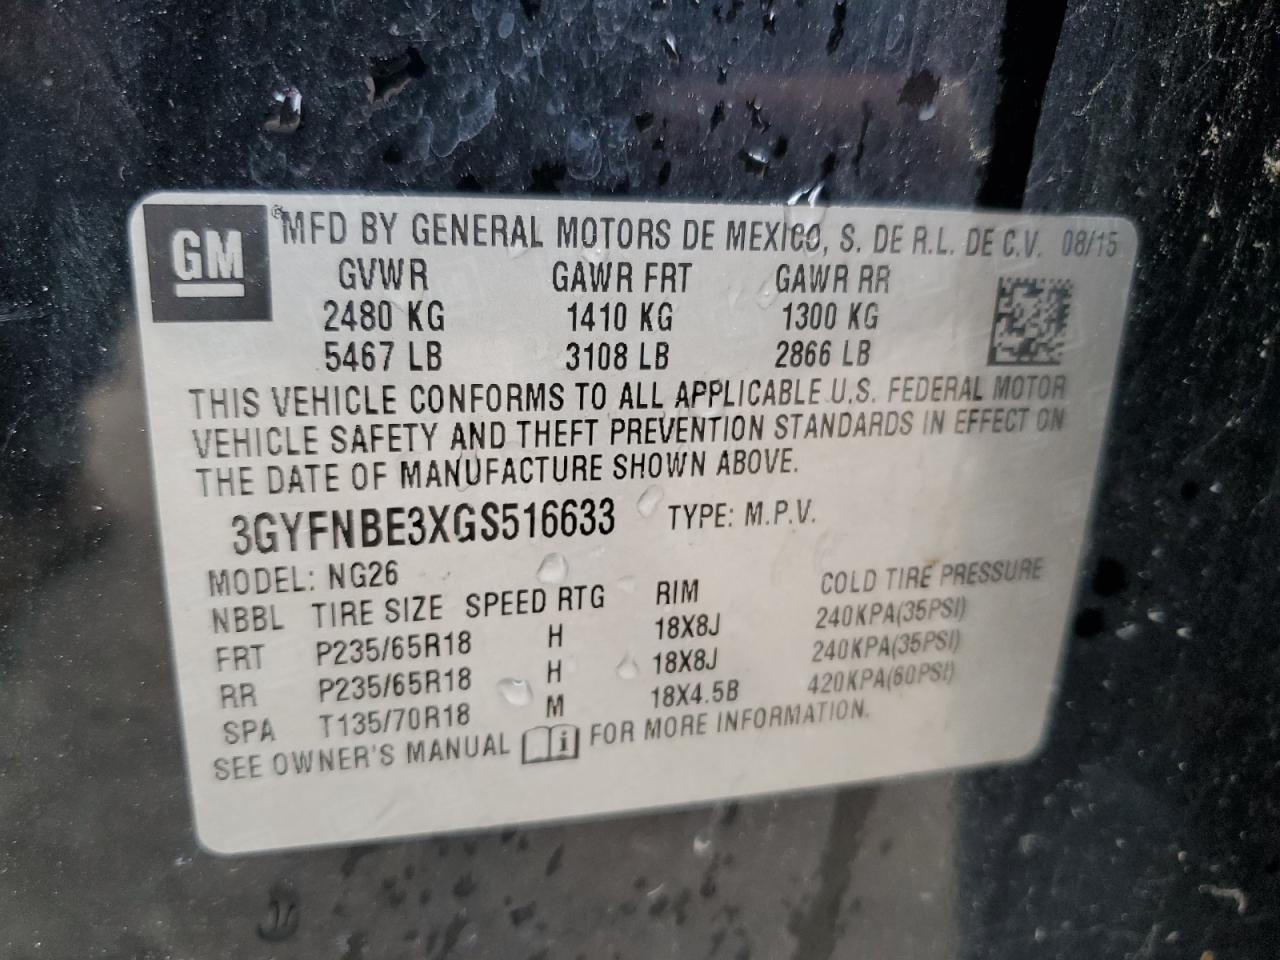 GM
® MFD BY GENERAL MOTORS DE MEXICO, S. DE R.L. DE C.V. 08/15
GVWR GAWR FRT GAWR RR
2480 KG 1410 KG 1300 KG
5467 LB 3108 LB 2866 LB
THIS VEHICLE CONFORMS TO ALL APPLICABLE U.S. FEDERAL MOTOR
VEHICLE SAFETY AND THEFT PREVENTION STANDARDS IN EFFECT ON
THE DATE OF MANUFACTURE SHOWN ABOVE.
3GYFNBE3XGS516633 TYPE: M.P.V.
MODEL: NG26
NBBL TIRE SIZE SPEED RTG RIM COLD TIRE PRESSURE
FRT P235/65R18 H 18X8J 240KPA(35PSI)
RR P235/65R18 H 18X8J 240KPA(35PSI)
SPA T135/70R18 M 18X4.5B 420KPA(60PSI)
SEE OWNER'S MANUAL i FOR MORE INFORMATION.